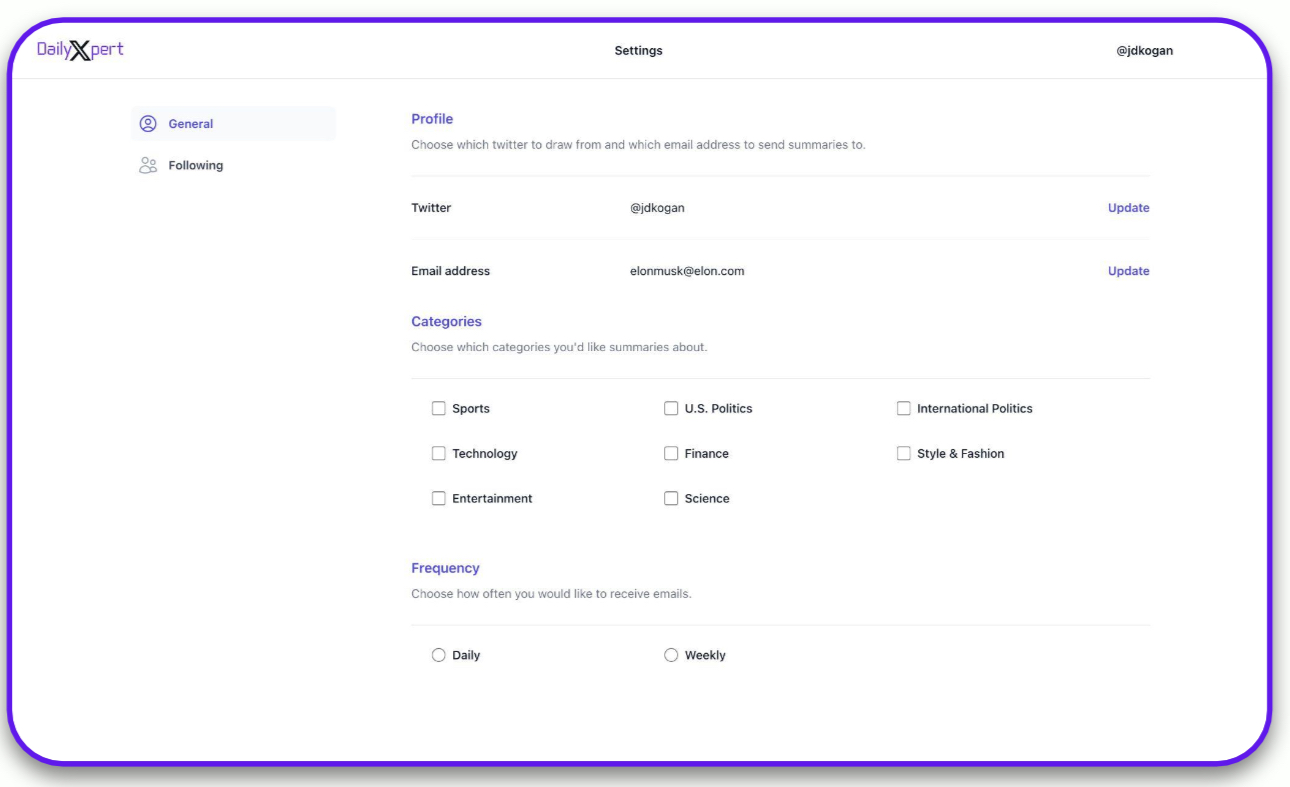 DailyXpert
Settings
@jdkogan
General
Following
Profile
Choose which twitter to draw from and which email address to send summaries to.
Twitter @jdkogan Update
Email address elonmusk@elon.com Update
Categories
Choose which categories you'd like summaries about.
Sports U.S. Politics International Politics
Technology Finance Style & Fashion
Entertainment Science
Frequency
Choose how often you would like to receive emails.
Daily Weekly